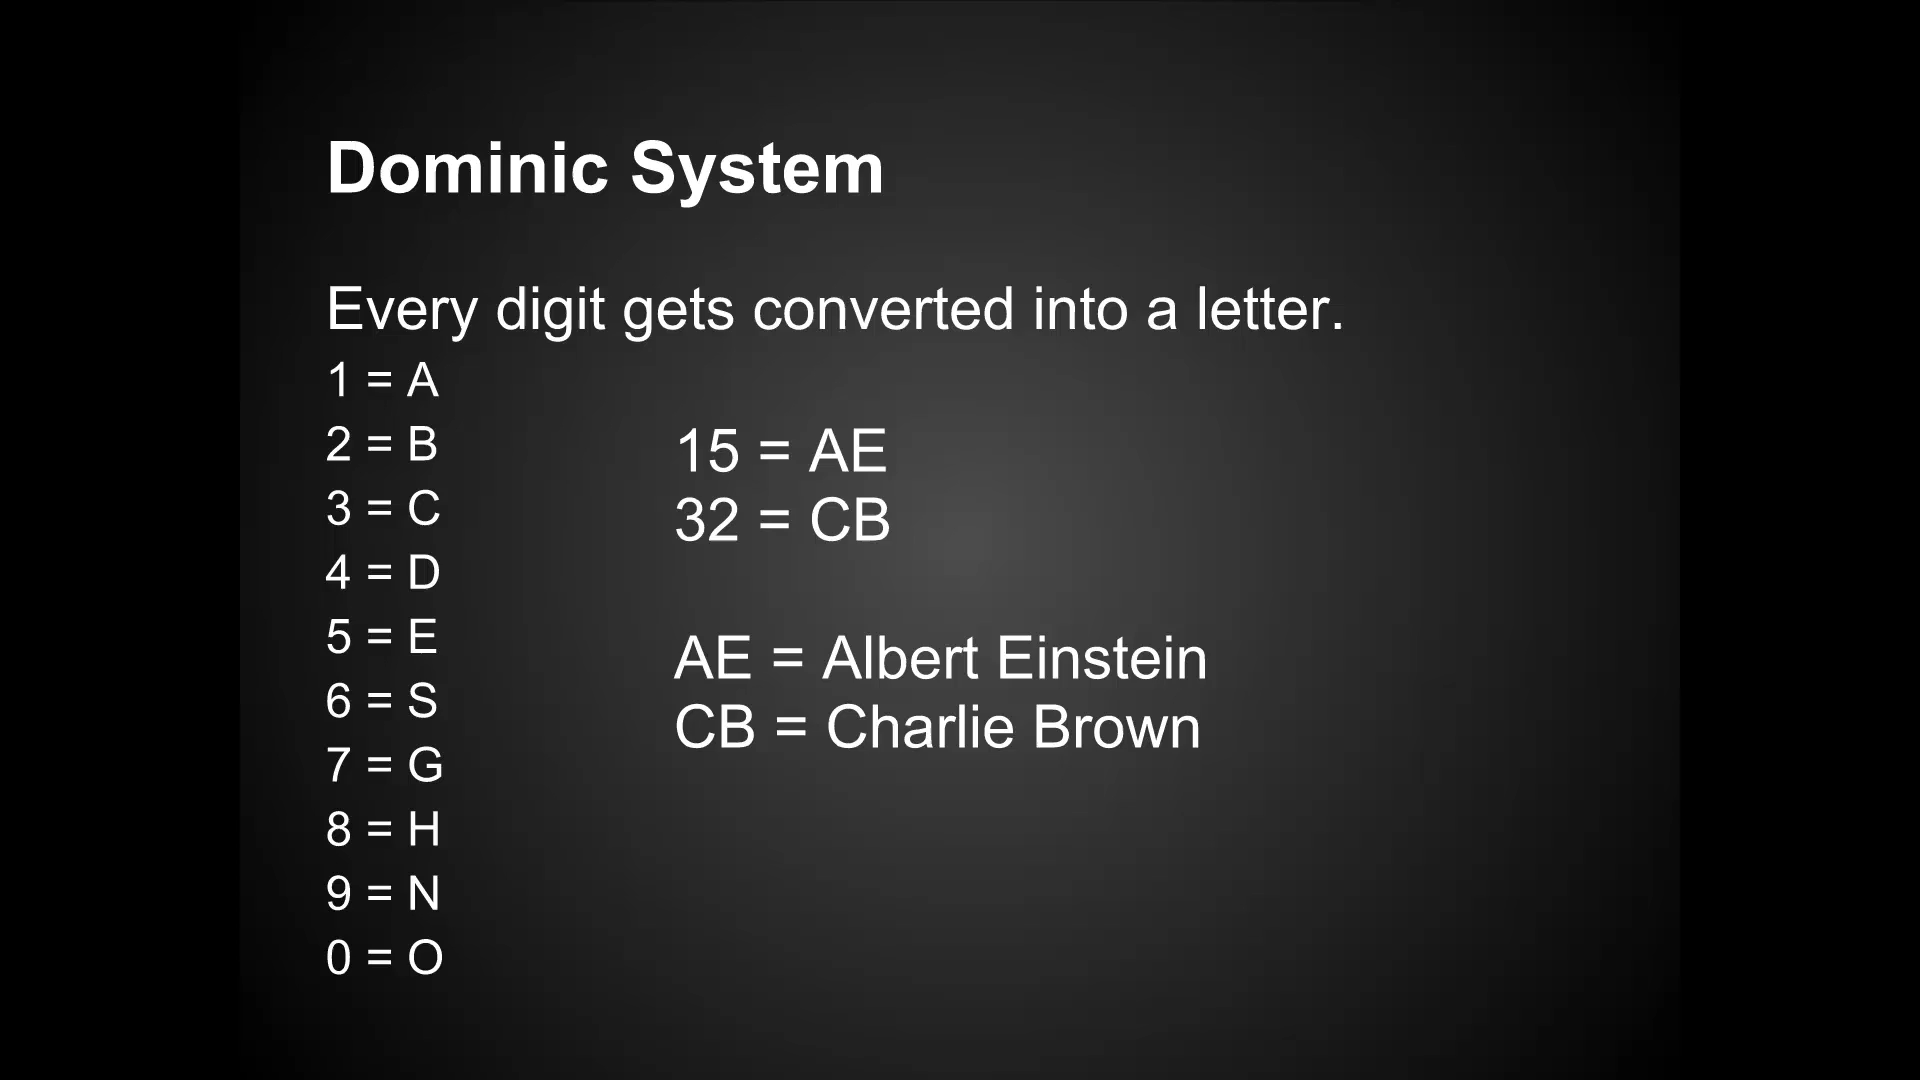 Dominic System
Every digit gets converted into a letter.
1 = A
2 = B
3 = C
4 = D
5 = E
6 = S
7 = G
8 = H
9 = N
0 = O
15 = AE
32 = CB
AE = Albert Einstein
CB = Charlie Brown